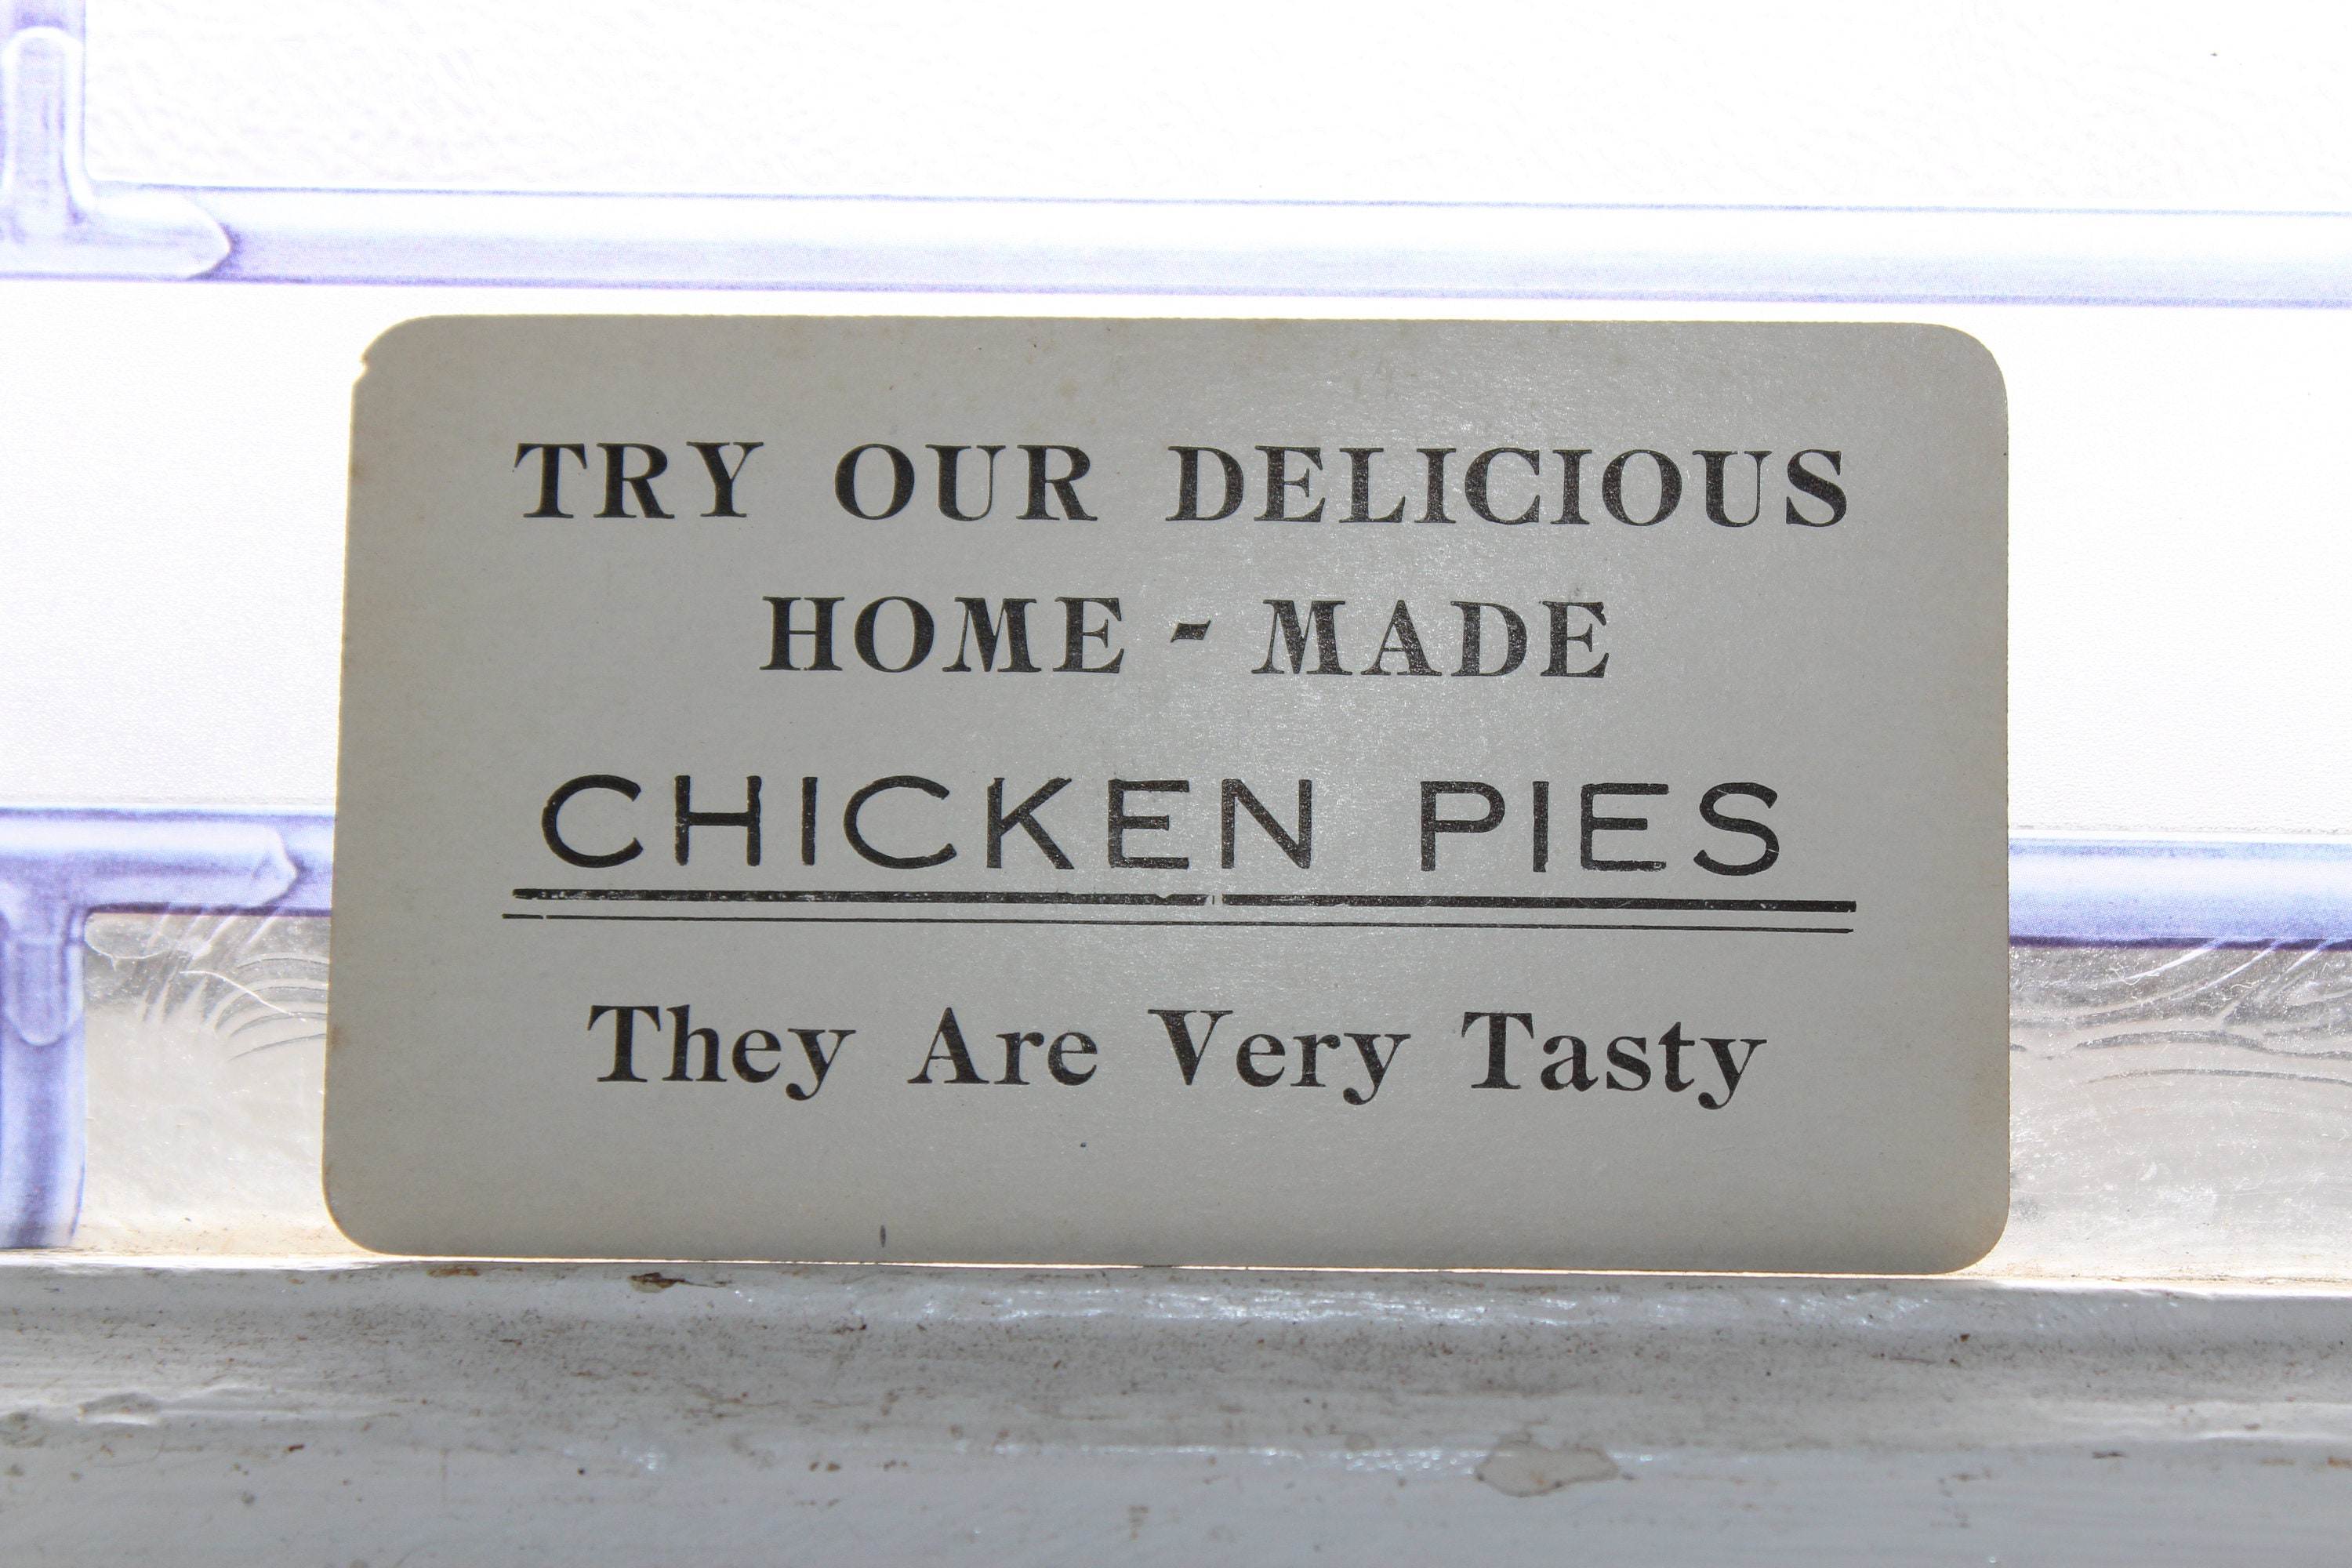 TRY OUR DELICIOUS
HOME - MADE
CHICKEN PIES
They Are Very Tasty